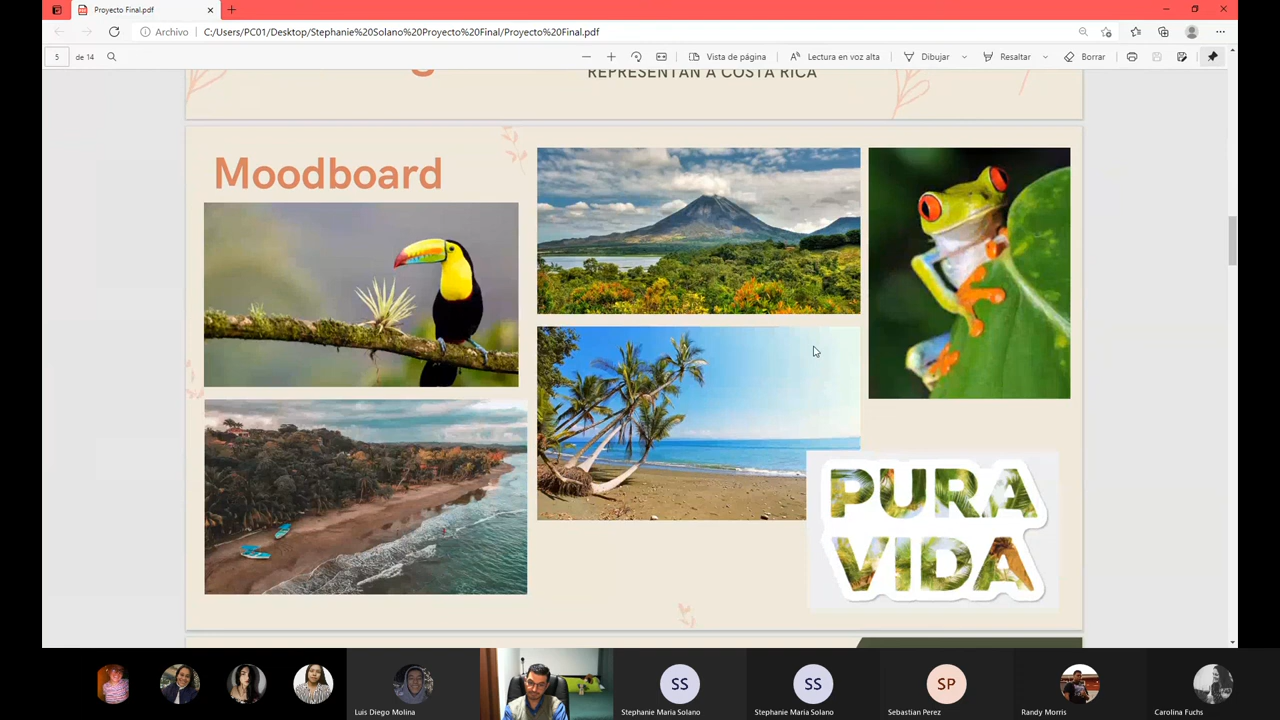 Proyecto Final.pdf
Archivo
C:/Users/PC01/Desktop/Stephanie%20Solano%20Proyecto%20Final/Proyecto%20Final.pdf
5 de 14
Vista de página
Lectura en voz alta
Dibujar
Resaltar
Borrar
REPRESENTAN A COSTA RICA
Moodboard
PURA
VIDA
SS
SS
SP
Luis Diego Molina
Stephanie Maria Solano
Stephanie Maria Solano
Sebastian Perez
Randy Morris
Carolina Fuchs